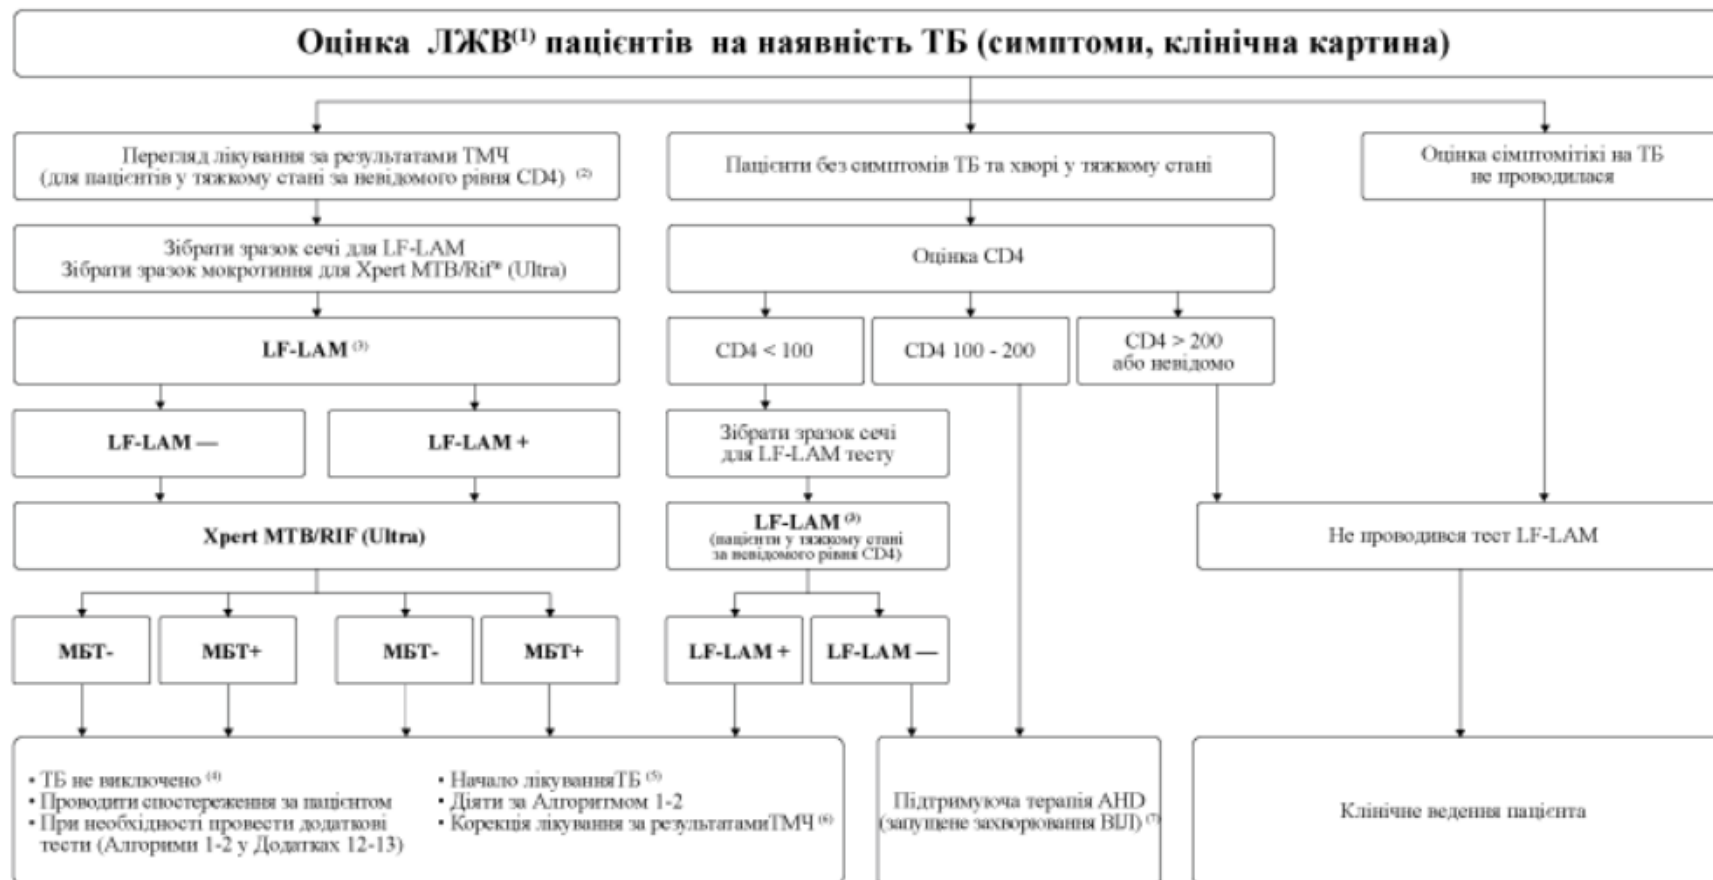 Оцінка ЛЖВ(1) пацієнтів на наявність ТБ (симптоми, клінічна картина)
Перегляд лікування за результатами ТМЧ
(для пацієнтів у тяжкому стані за невідомого рівня CD4) (2)
Пацієнти без симптомів ТБ та хворі у тяжкому стані
Оцінка сімптомітікі на ТБ
не проводилася
Зібрати зразок сечі для LF-LAM
Зібрати зразок мокротиння для Xpert MTB/Rif® (Ultra)
Оцінка CD4
LF-LAM (3)
CD4 < 100
CD4 100 - 200
CD4 > 200
або невідомо
LF-LAM —
LF-LAM +
Зібрати зразок сечі
для LF-LAM тесту
Xpert MTB/RIF (Ultra)
LF-LAM (3)
(пацієнти у тяжкому стані
за невідомого рівня CD4)
Не проводився тест LF-LAM
МБТ-
МБТ+
МБТ-
МБТ+
LF-LAM +
LF-LAM —
• ТБ не виключено (4)
• Проводити спостереження за пацієнтом
• При необхідності провести додаткові
тести (Алгорими 1-2 у Додатках 12-13)
• Начало лікуванняТБ (5)
• Діяти за Алгоритмом 1-2
• Корекція лікування за результатамиТМЧ (6)
Підтримуюча терапія AHD
(запущене захворювання ВІЛ) (7)
Клінічне ведення пацієнта